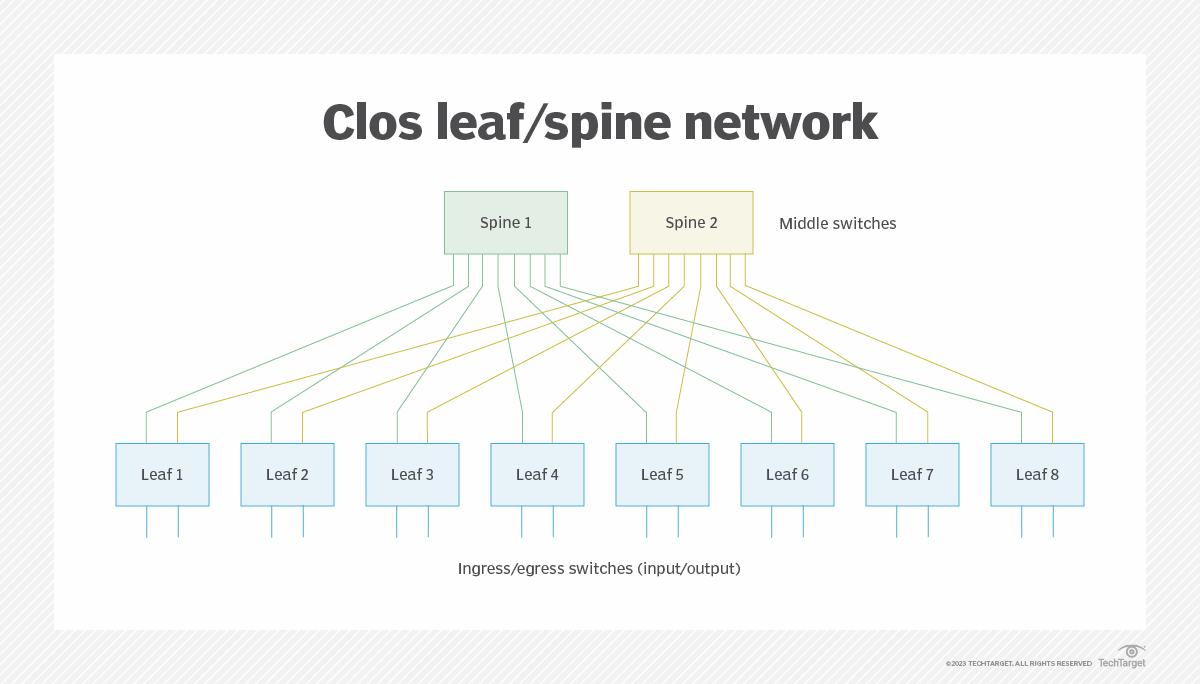 Clos leaf/spine network
Spine 1
Spine 2
Middle switches
Leaf 1
Leaf 2
Leaf 3
Leaf 4
Leaf 5
Leaf 6
Leaf 7
Leaf 8
Ingress/egress switches (input/output)
©2023 TECHTARGET. ALL RIGHTS RESERVED
TechTarget